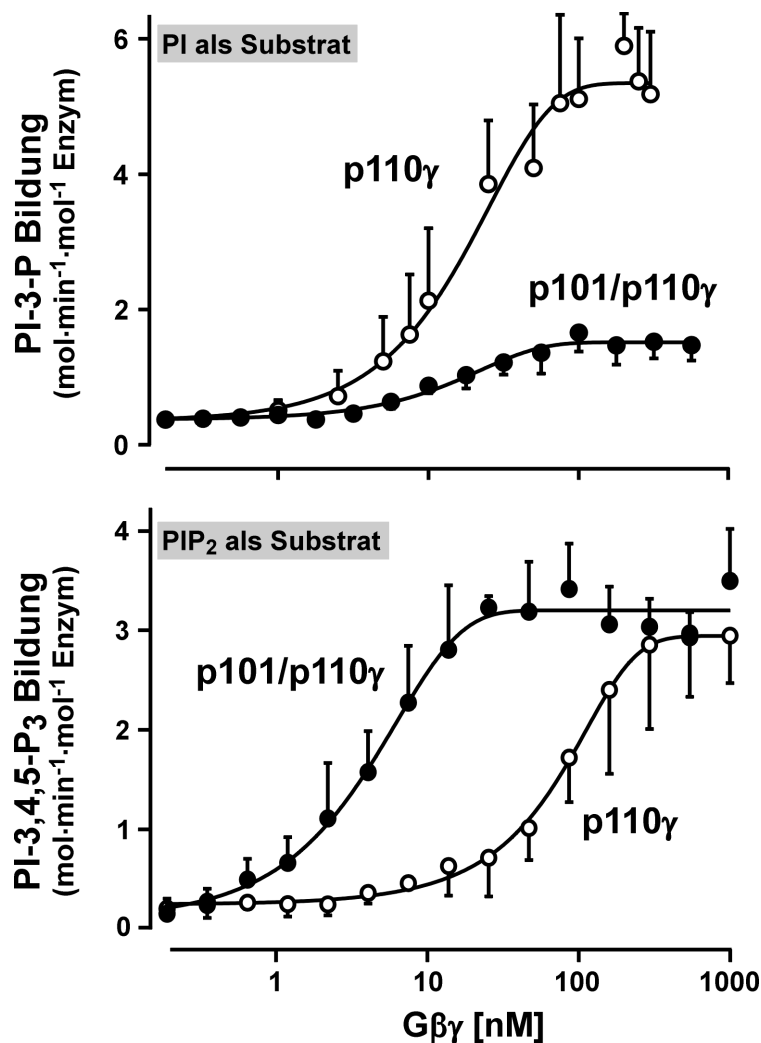 PI als Substrat
6
4
2
0
PI-3-P Bildung
(mol·min⁻¹·mol⁻¹ Enzym)
p110γ
p101/p110γ
PIP₂ als Substrat
4
3
2
1
0
PI-3,4,5-P₃ Bildung
(mol·min⁻¹·mol⁻¹ Enzym)
p101/p110γ
p110γ
1
10
100
1000
Gβγ [nM]